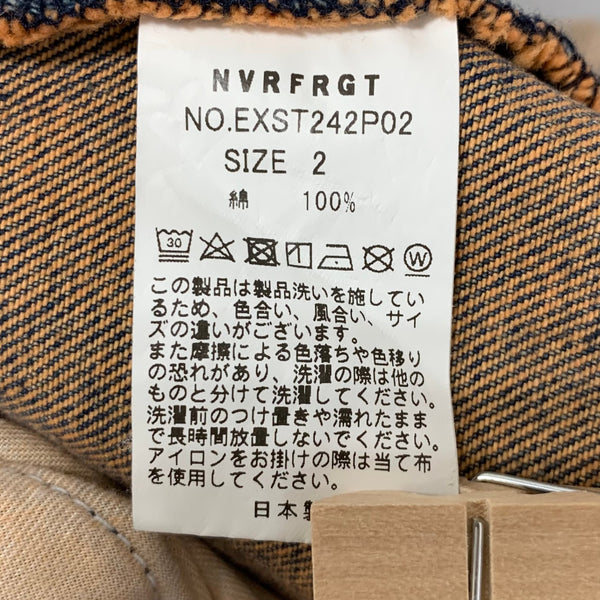 NVRFRGT
NO.EXST242P02
SIZE 2
綿 100%
30
W
この製品は製品洗いを施してい
るため、色合い、風合い、サイ
ズの違いがございます。
また摩擦による色落ちや色移り
の恐れがあり、洗濯の際は他の
ものと分けて洗濯してください。
洗濯前のつけ置きや濡れたまま
で長時間放置しないでください。
アイロンをお掛けの際は当て布
を使用してください。
日本